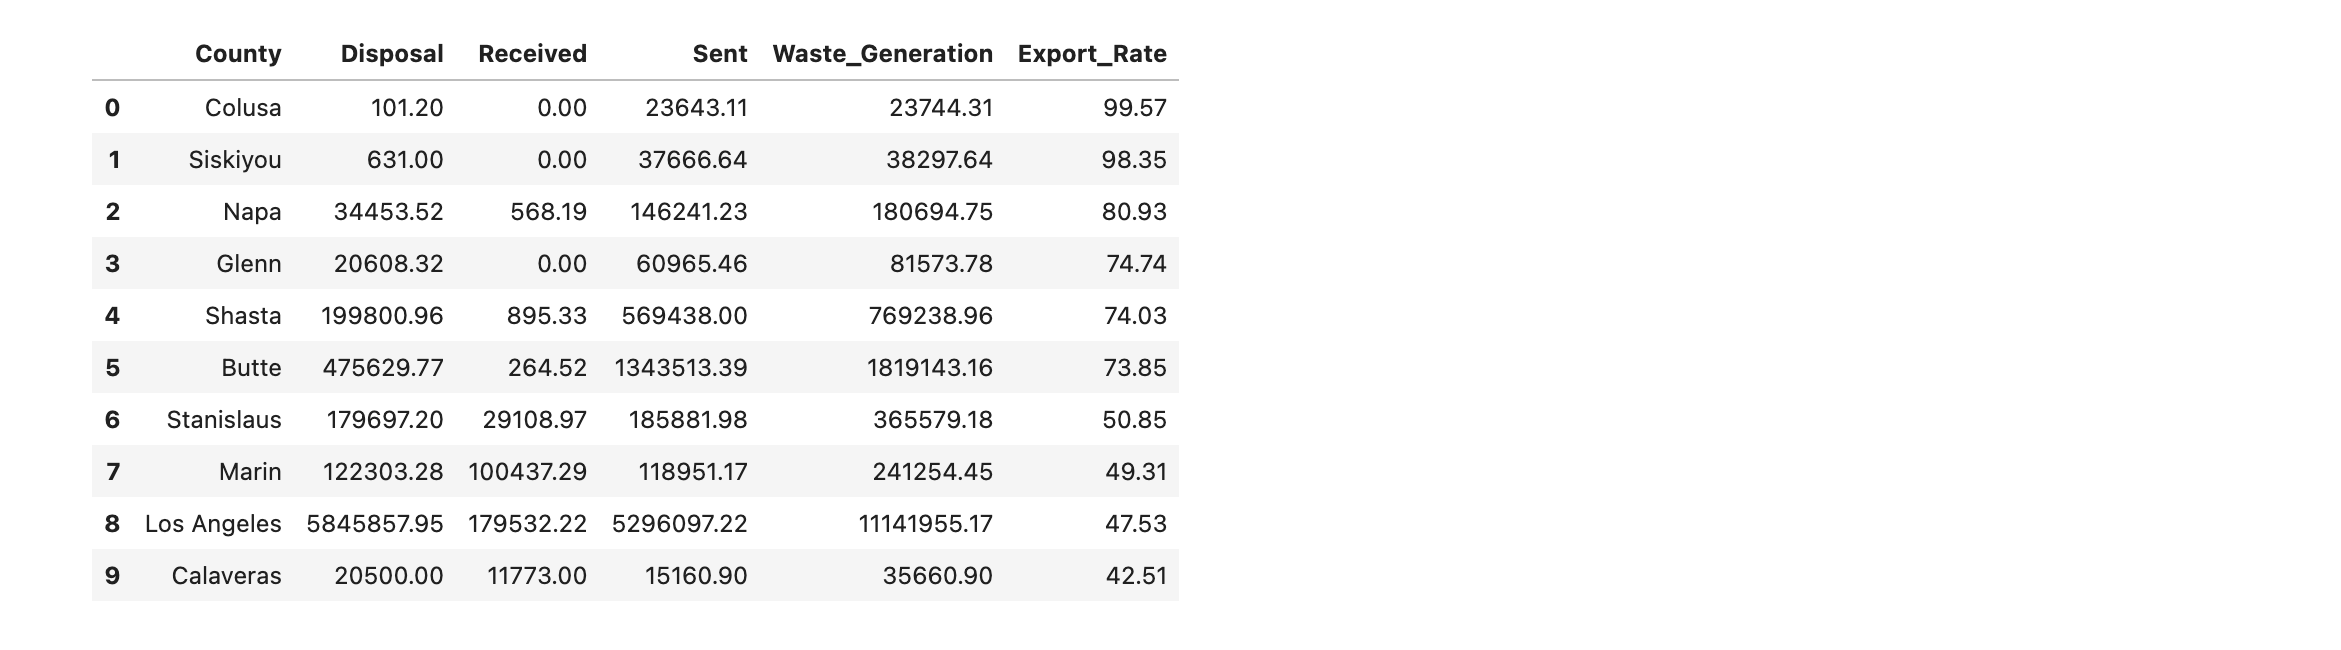 County Disposal Received Sent Waste_Generation Export_Rate
0 Colusa 101.20 0.00 23643.11 23744.31 99.57
1 Siskiyou 631.00 0.00 37666.64 38297.64 98.35
2 Napa 34453.52 568.19 146241.23 180694.75 80.93
3 Glenn 20608.32 0.00 60965.46 81573.78 74.74
4 Shasta 199800.96 895.33 569438.00 769238.96 74.03
5 Butte 475629.77 264.52 1343513.39 1819143.16 73.85
6 Stanislaus 179697.20 29108.97 185881.98 365579.18 50.85
7 Marin 122303.28 100437.29 118951.17 241254.45 49.31
8 Los Angeles 5845857.95 179532.22 5296097.22 11141955.17 47.53
9 Calaveras 20500.00 11773.00 15160.90 35660.90 42.51